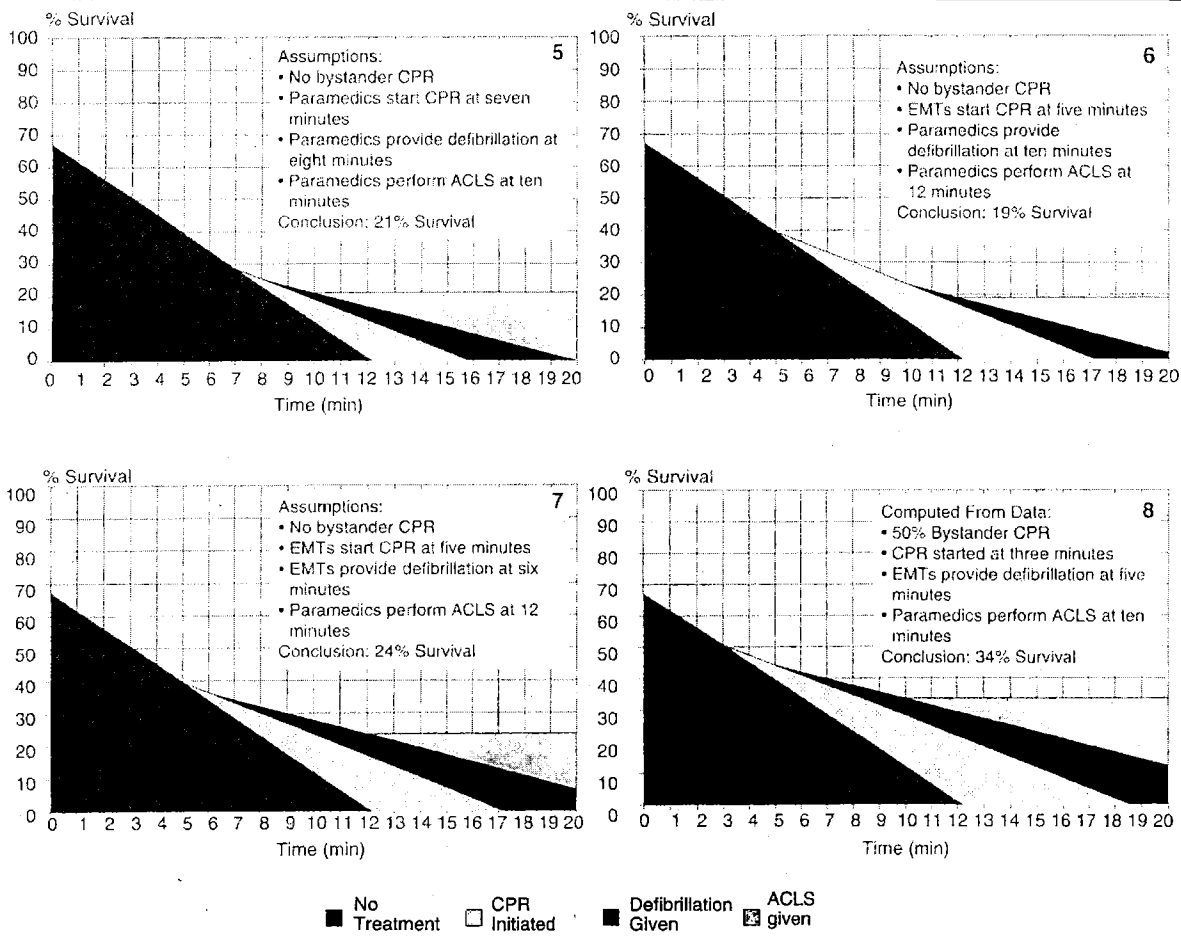 % Survival
5
100
90
80
70
60
50
40
30
20
10
0
Assumptions:
• No bystander CPR
• Paramedics start CPR at seven
minutes
• Paramedics provide defibrillation at
eight minutes
• Paramedics perform ACLS at ten
minutes
Conclusion: 21% Survival
0 1 2 3 4 5 6 7 8 9 10 11 12 13 14 15 16 17 18 19 20
Time (min)
% Survival
6
100
90
80
70
60
50
40
30
20
10
0
Assumptions:
• No bystander CPR
• EMTs start CPR at five minutes
• Paramedics provide
defibrillation at ten minutes
• Paramedics perform ACLS at
12 minutes
Conclusion: 19% Survival
0 1 2 3 4 5 6 7 8 9 10 11 12 13 14 15 16 17 18 19 20
Time (min)
% Survival
7
100
90
80
70
60
50
40
30
20
10
0
Assumptions:
• No bystander CPR
• EMTs start CPR at five minutes
• EMTs provide defibrillation at six
minutes
• Paramedics perform ACLS at 12
minutes
Conclusion: 24% Survival
0 1 2 3 4 5 6 7 8 9 10 11 12 13 14 15 16 17 18 19 20
Time (min)
% Survival
8
100
90
80
70
60
50
40
30
20
10
0
Computed From Data:
• 50% Bystander CPR
• CPR started at three minutes
• EMTs provide defibrillation at five
minutes
• Paramedics perform ACLS at ten
minutes
Conclusion: 34% Survival
0 1 2 3 4 5 6 7 8 9 10 11 12 13 14 15 16 17 18 19 20
Time (min)
No
Treatment
CPR
Initiated
Defibrillation
Given
ACLS
given